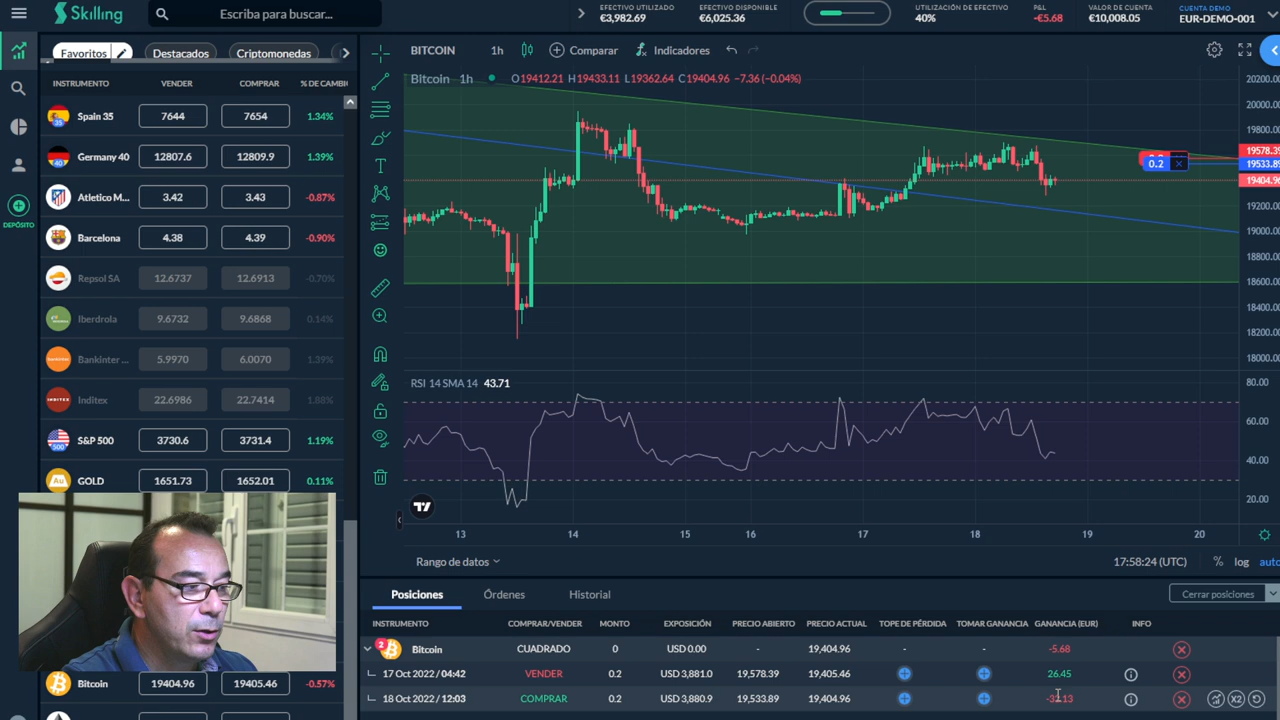 Skilling
Escriba para buscar...
EFECTIVO UTILIZADO
€3,982.69
EFECTIVO DISPONIBLE
€6,025.36
UTILIZACIÓN DE EFECTIVO
40%
P&L
-€5.68
VALOR DE CUENTA
€10,008.05
CUENTA DEMO
EUR-DEMO-001
Favoritos Destacados Criptomonedas
INSTRUMENTO VENDER COMPRAR % DE CAMBI
Spain 35 7644 7654 1.34%
Germany 40 12807.6 12809.9 1.39%
Atletico M... 3.42 3.43 -0.87%
Barcelona 4.38 4.39 -0.90%
Repsol SA 12.6737 12.6913 -0.70%
Iberdrola 9.6732 9.6868 0.14%
Bankinter ... 5.9970 6.0070 1.39%
Inditex 22.6986 22.7414 1.88%
S&P 500 3730.6 3731.4 1.19%
GOLD 1651.73 1652.01 0.11%
Bitcoin 19404.96 19405.46 -0.57%
DEPÓSITO
BITCOIN 1h Comparar Indicadores
Bitcoin 1h O19412.21 H19433.11 L19362.64 C19404.96 -7.36 (-0.04%)
20200.00
20000.00
19800.00
19578.39
0.2 19533.8
19404.96
19200.00
19000.00
18800.00
18600.00
18400.00
18200.00
18000.00
RSI 14 SMA 14 43.71
80.00
60.00
40.00
20.00
13 14 15 16 17 18 19 20
Rango de datos 17:58:24 (UTC) % log auto
Posiciones Órdenes Historial Cerrar posiciones
INSTRUMENTO COMPRAR/VENDER MONTO EXPOSICIÓN PRECIO ABIERTO PRECIO ACTUAL TOPE DE PÉRDIDA TOMAR GANANCIA GANANCIA (EUR) INFO
2 Bitcoin CUADRADO 0 USD 0.00 - 19,404.96 - - -5.68
17 Oct 2022 / 04:42 VENDER 0.2 USD 3,881.0 19,578.39 19,405.46 26.45
18 Oct 2022 / 12:03 COMPRAR 0.2 USD 3,880.9 19,533.89 19,404.96 X2